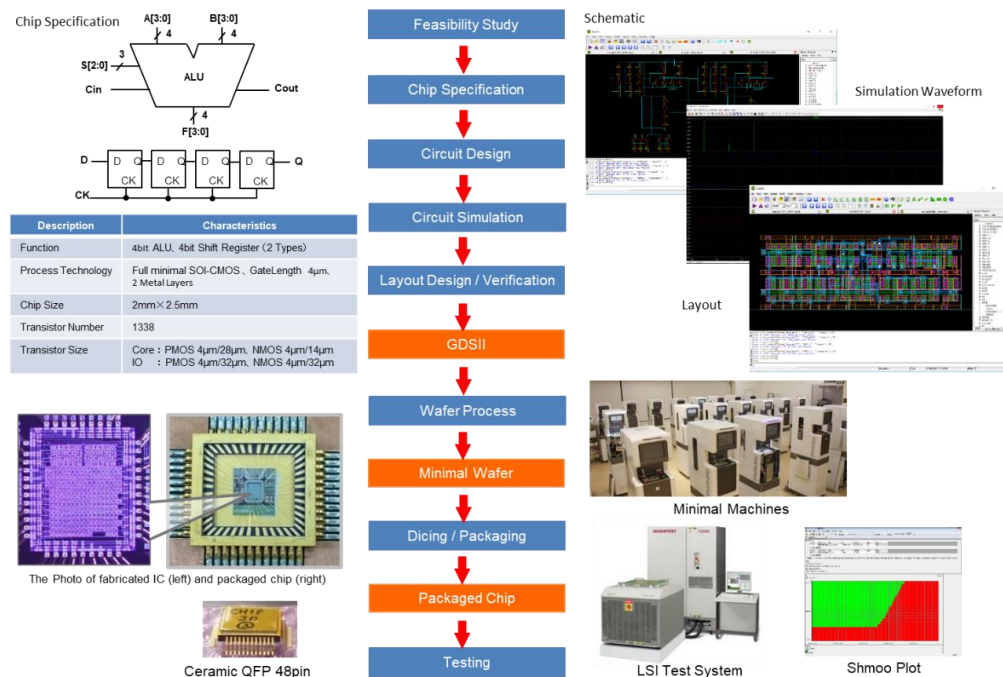 Chip Specification
A[3:0]
B[3:0]
4
4
3
S[2:0]
ALU
Cin
Cout
4
F[3:0]
D
D Q
D Q
D Q
D Q
Q
CK
CK
CK
CK
CK
Description Characteristics
Function 4bit ALU, 4bit Shift Register (2 Types)
Process Technology Full minimal SOI-CMOS 、GateLength 4μm,
2 Metal Layers
Chip Size 2mm×2.5mm
Transistor Number 1338
Transistor Size Core : PMOS 4μm/28μm、NMOS 4μm/14μm
IO : PMOS 4μm/32μm、NMOS 4μm/32μm
The Photo of fabricated IC (left) and packaged chip (right)
CHIP
Ceramic QFP 48pin
Feasibility Study
Chip Specification
Circuit Design
Circuit Simulation
Layout Design / Verification
GDSII
Wafer Process
Minimal Wafer
Dicing / Packaging
Packaged Chip
Testing
Schematic
Simulation Waveform
Layout
Minimal Machines
ADVANTEST
LSI Test System
Shmoo Plot